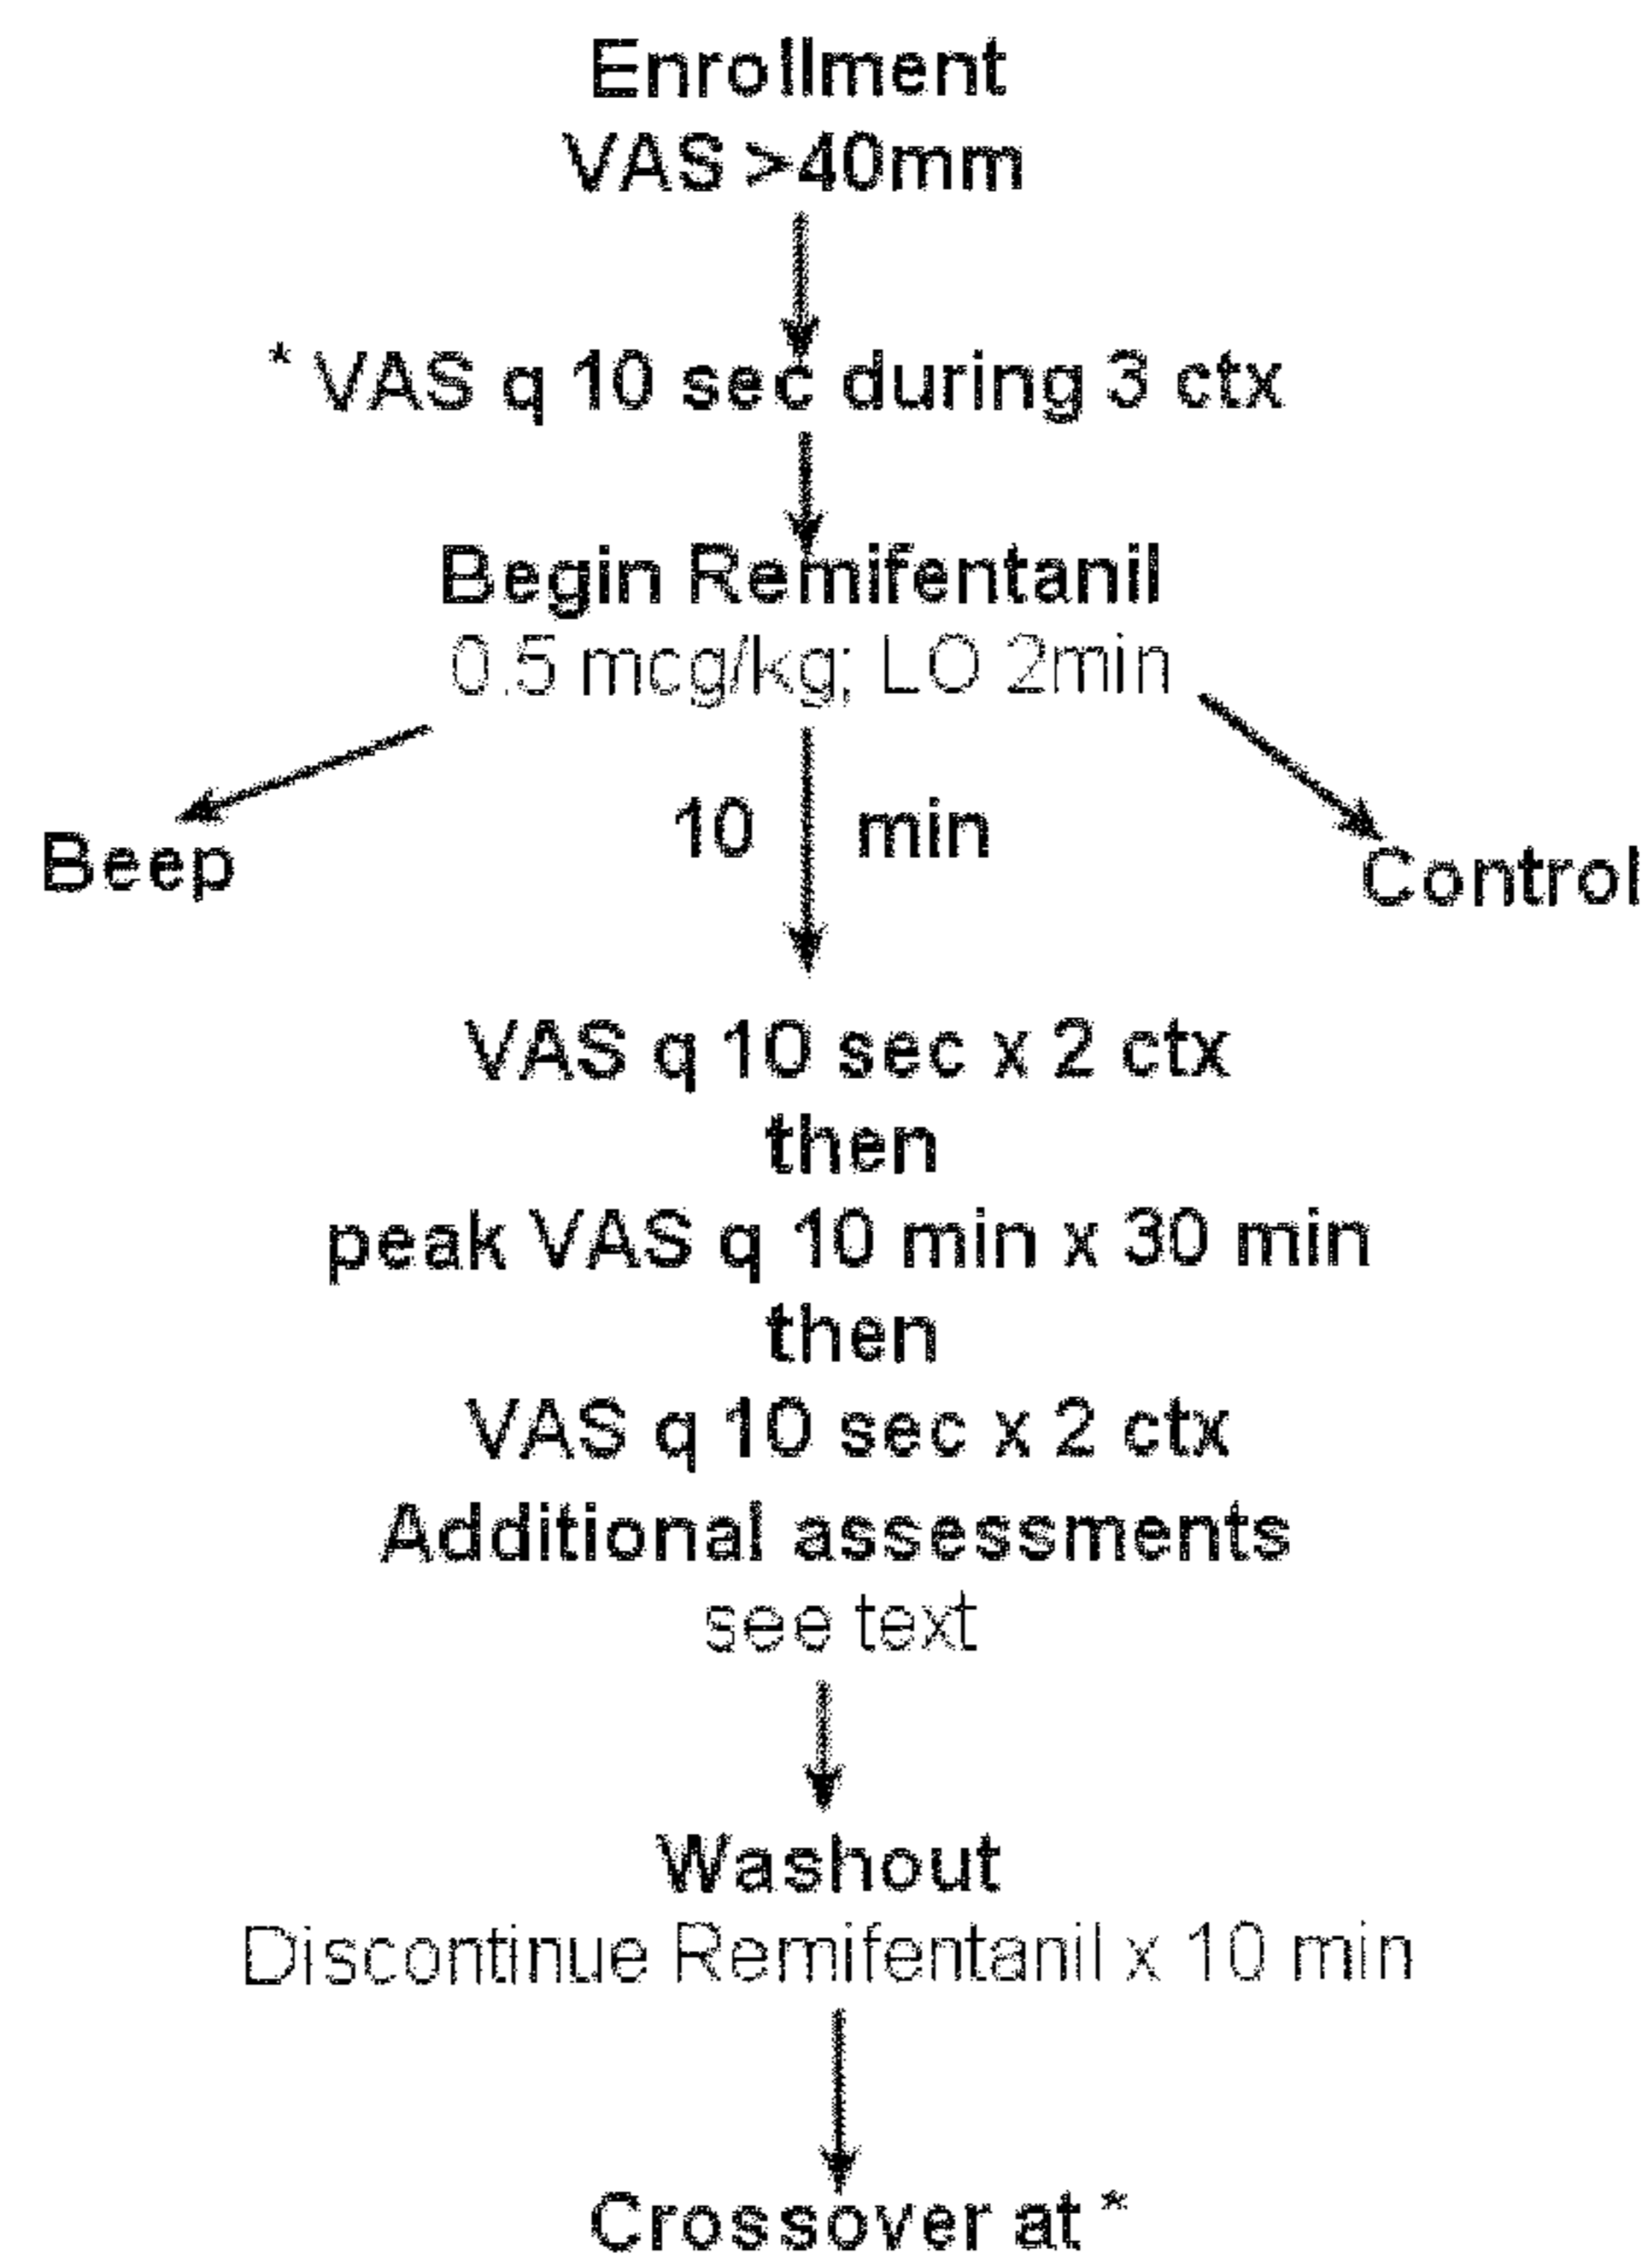 Enrollment
VAS >40mm
* VAS q 10 sec during 3 ctx
Begin Remifentanil
0.5 mcg/kg; LO 2min
10 min
Beep
Control
VAS q 10 sec x 2 ctx
then
peak VAS q 10 min x 30 min
then
VAS q 10 sec x 2 ctx
Additional assessments
see text
Washout
Discontinue Remifentanil x 10 min
Crossover at *